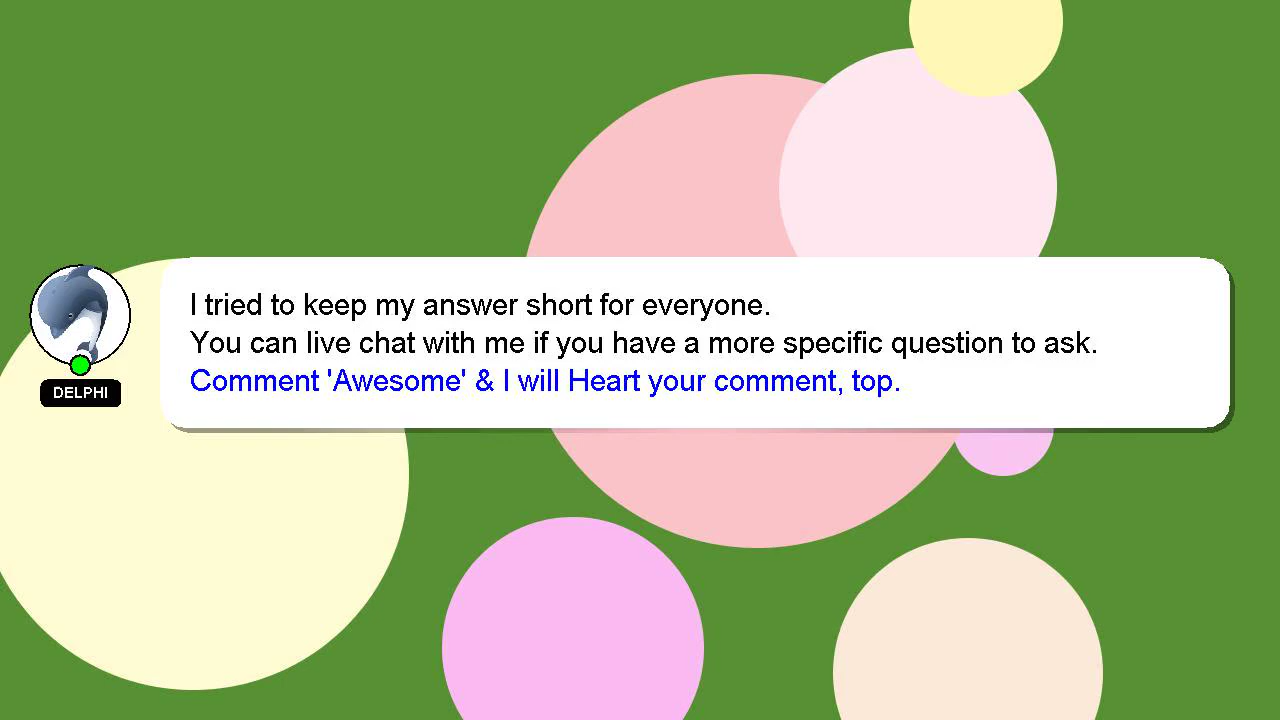 I tried to keep my answer short for everyone.
You can live chat with me if you have a more specific question to ask.
Comment 'Awesome' & I will Heart your comment, top.
DELPHI